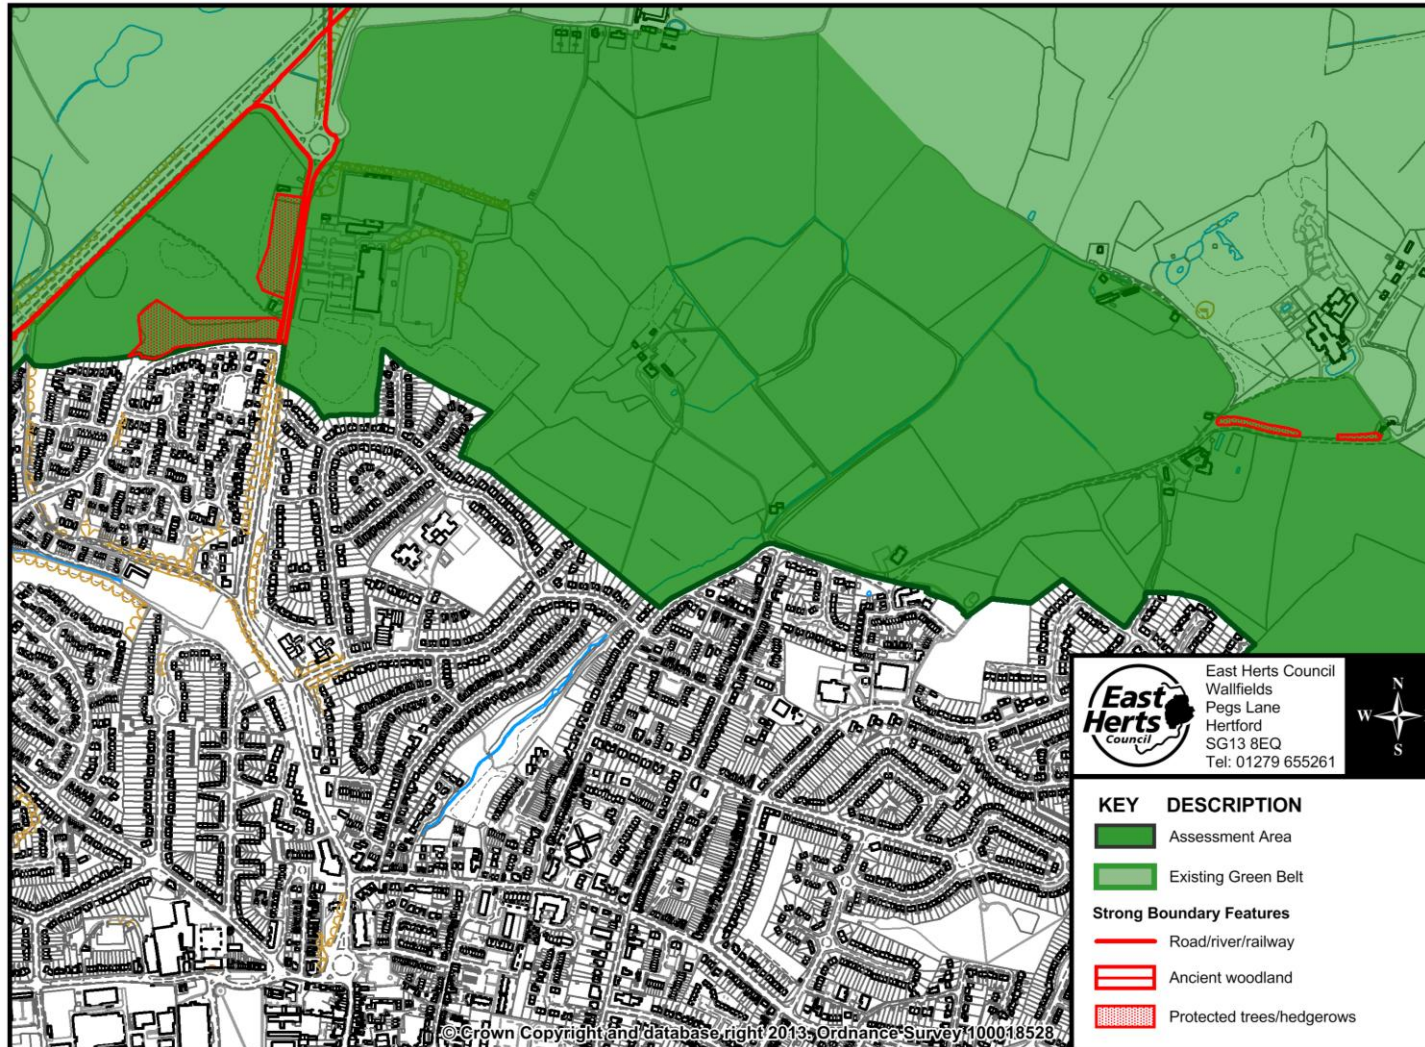 East
Herts
Council
East Herts Council
Wallfields
Pegs Lane
Hertford
SG13 8EQ
Tel: 01279 655261
N
W
E
S
KEY DESCRIPTION
Assessment Area
Existing Green Belt
Strong Boundary Features
Road/river/railway
Ancient woodland
Protected trees/hedgerows
© Crown Copyright and database right 2013. Ordnance Survey 100018528